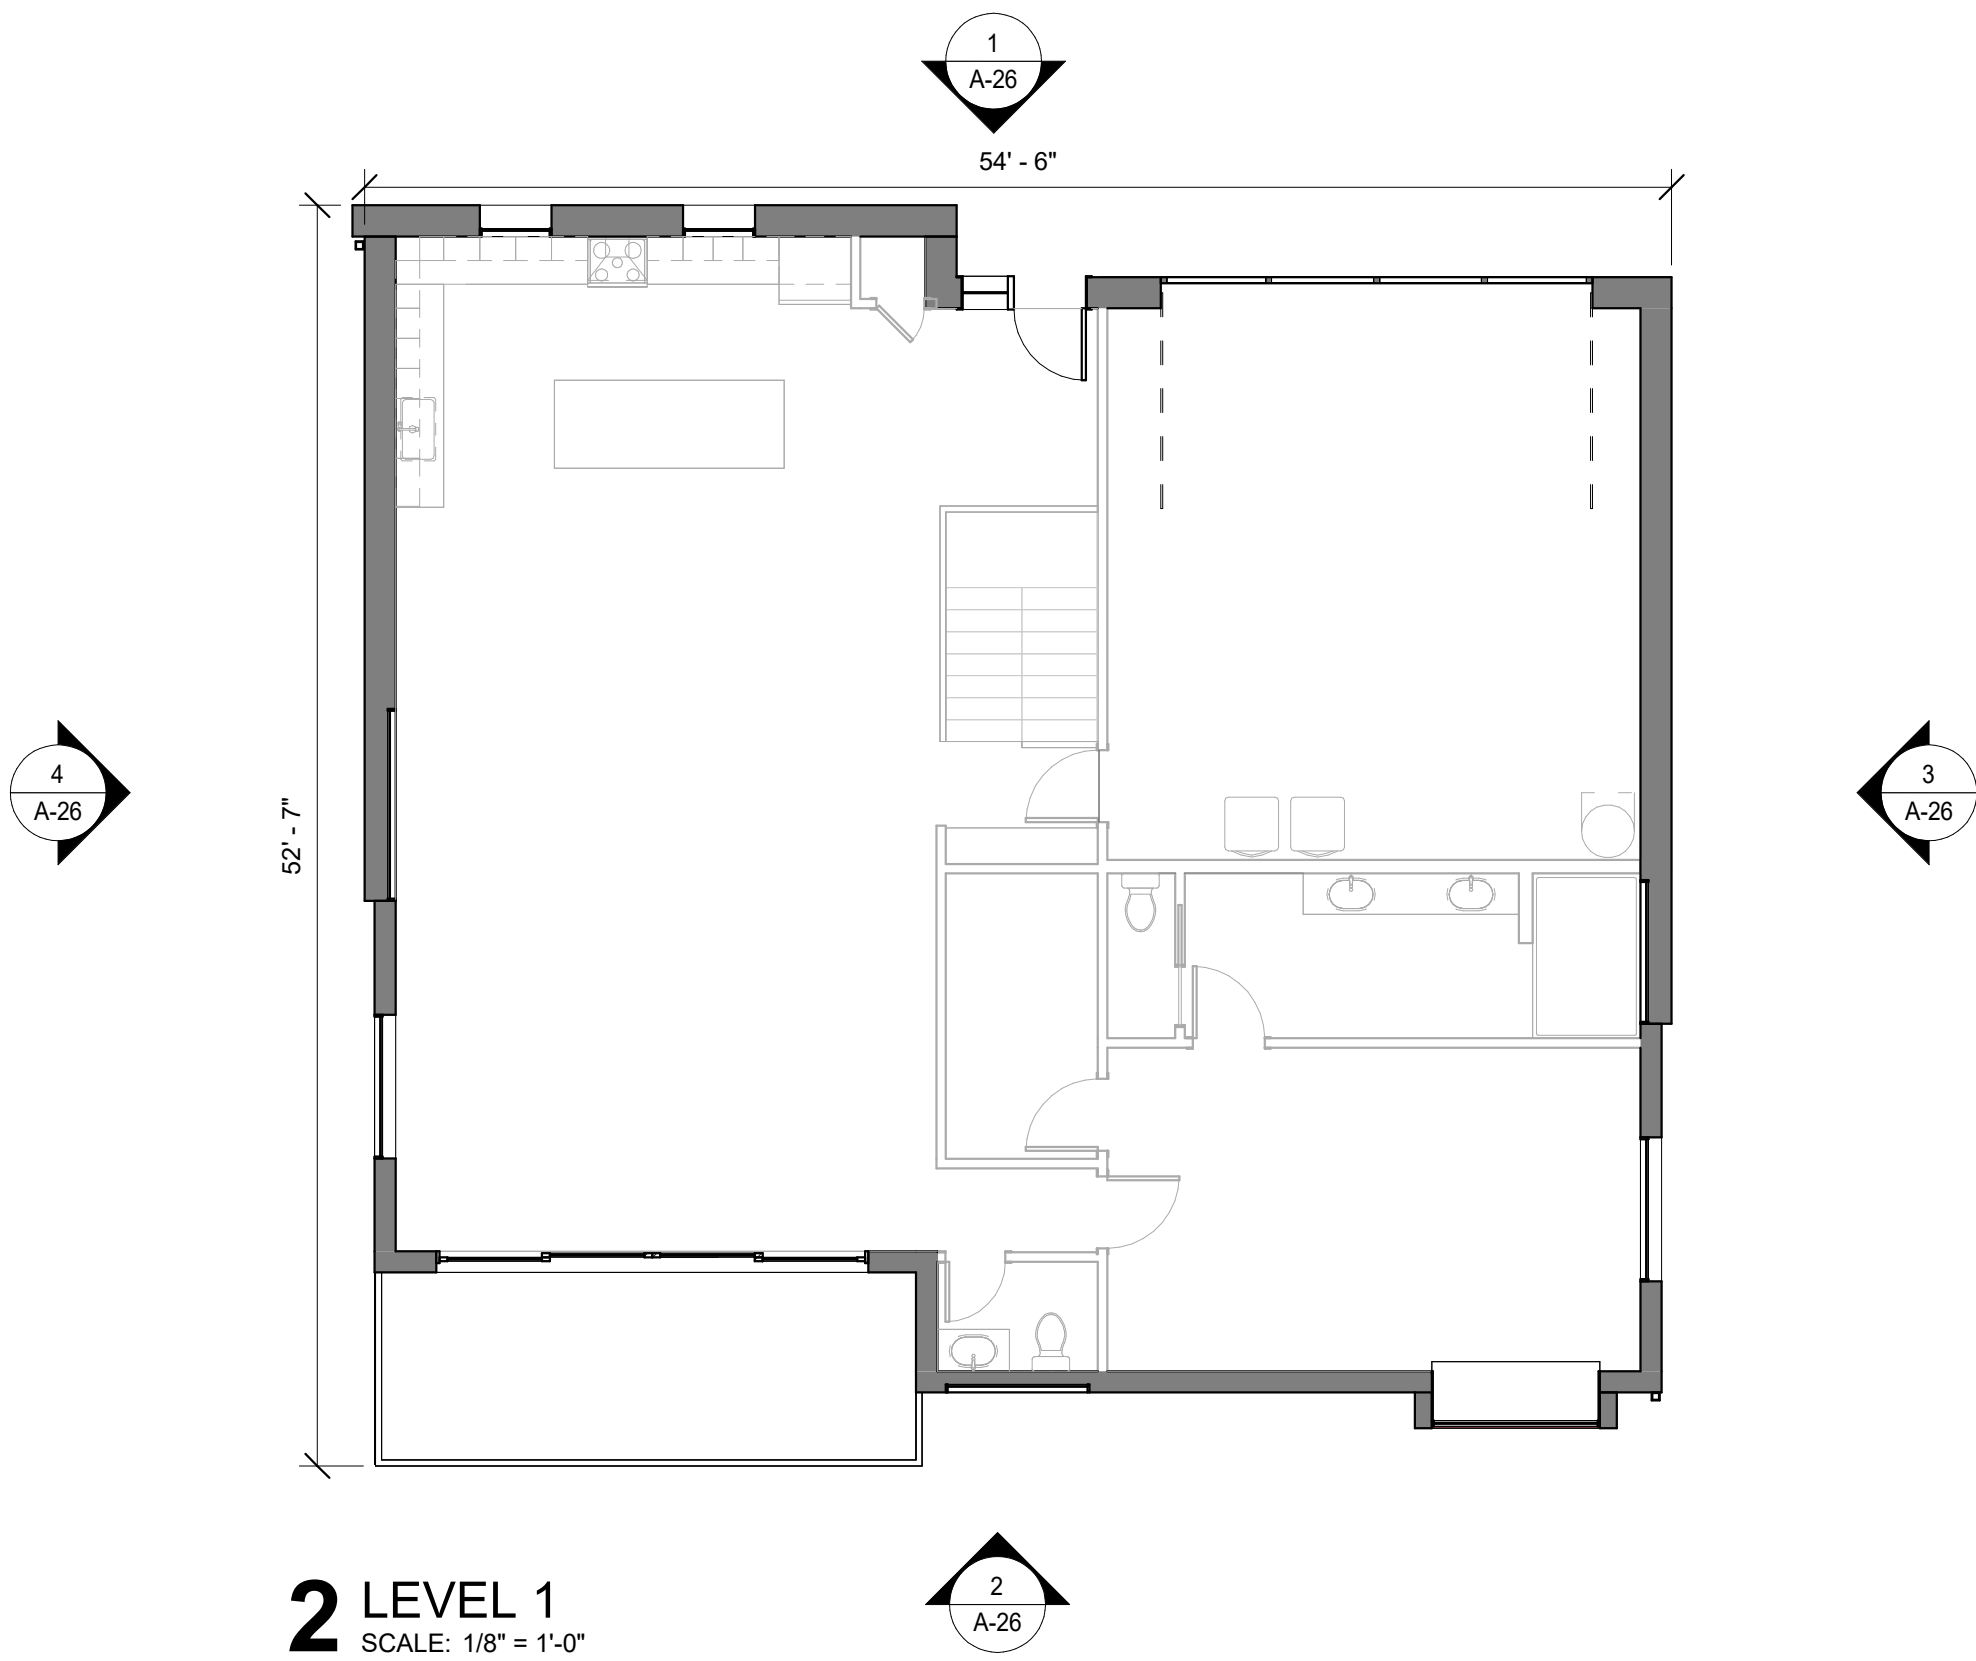 1
A-26
54' - 6"
4
A-26
52' - 7"
3
A-26
2
A-26
2 LEVEL 1
SCALE: 1/8" = 1'-0"